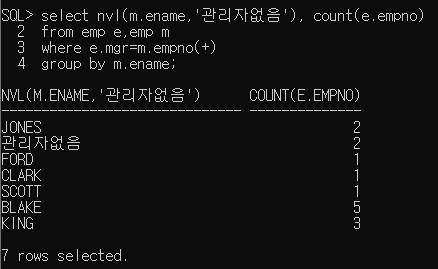 SQL> select nvl(m.ename,'관리자없음'), count(e.empno)
2 from emp e,emp m
3 where e.mgr=m.empno(+)
4 group by m.ename;
NVL(M.ENAME,'관리자없음') COUNT(E.EMPNO)
------------------------------ --------------
JONES 2
관리자없음 2
FORD 1
CLARK 1
SCOTT 1
BLAKE 5
KING 3
7 rows selected.